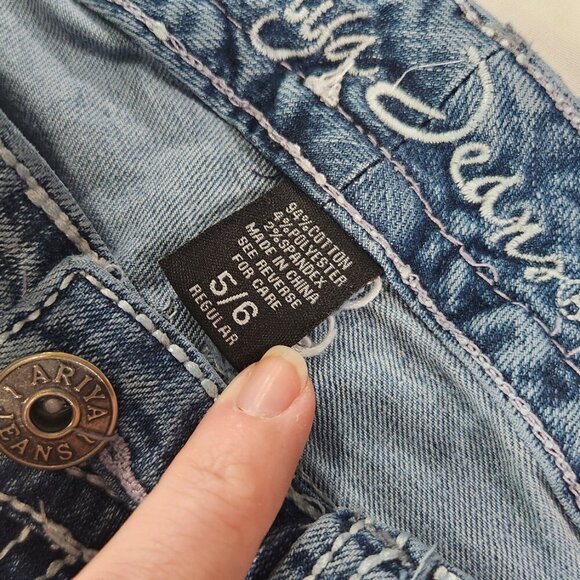 Jeans
94%COTTON
4%POLYESTER
2%SPANDEX
MADE IN CHINA
SEE REVERSE
FOR CARE
5/6
REGULAR
ARIYA
JEANS